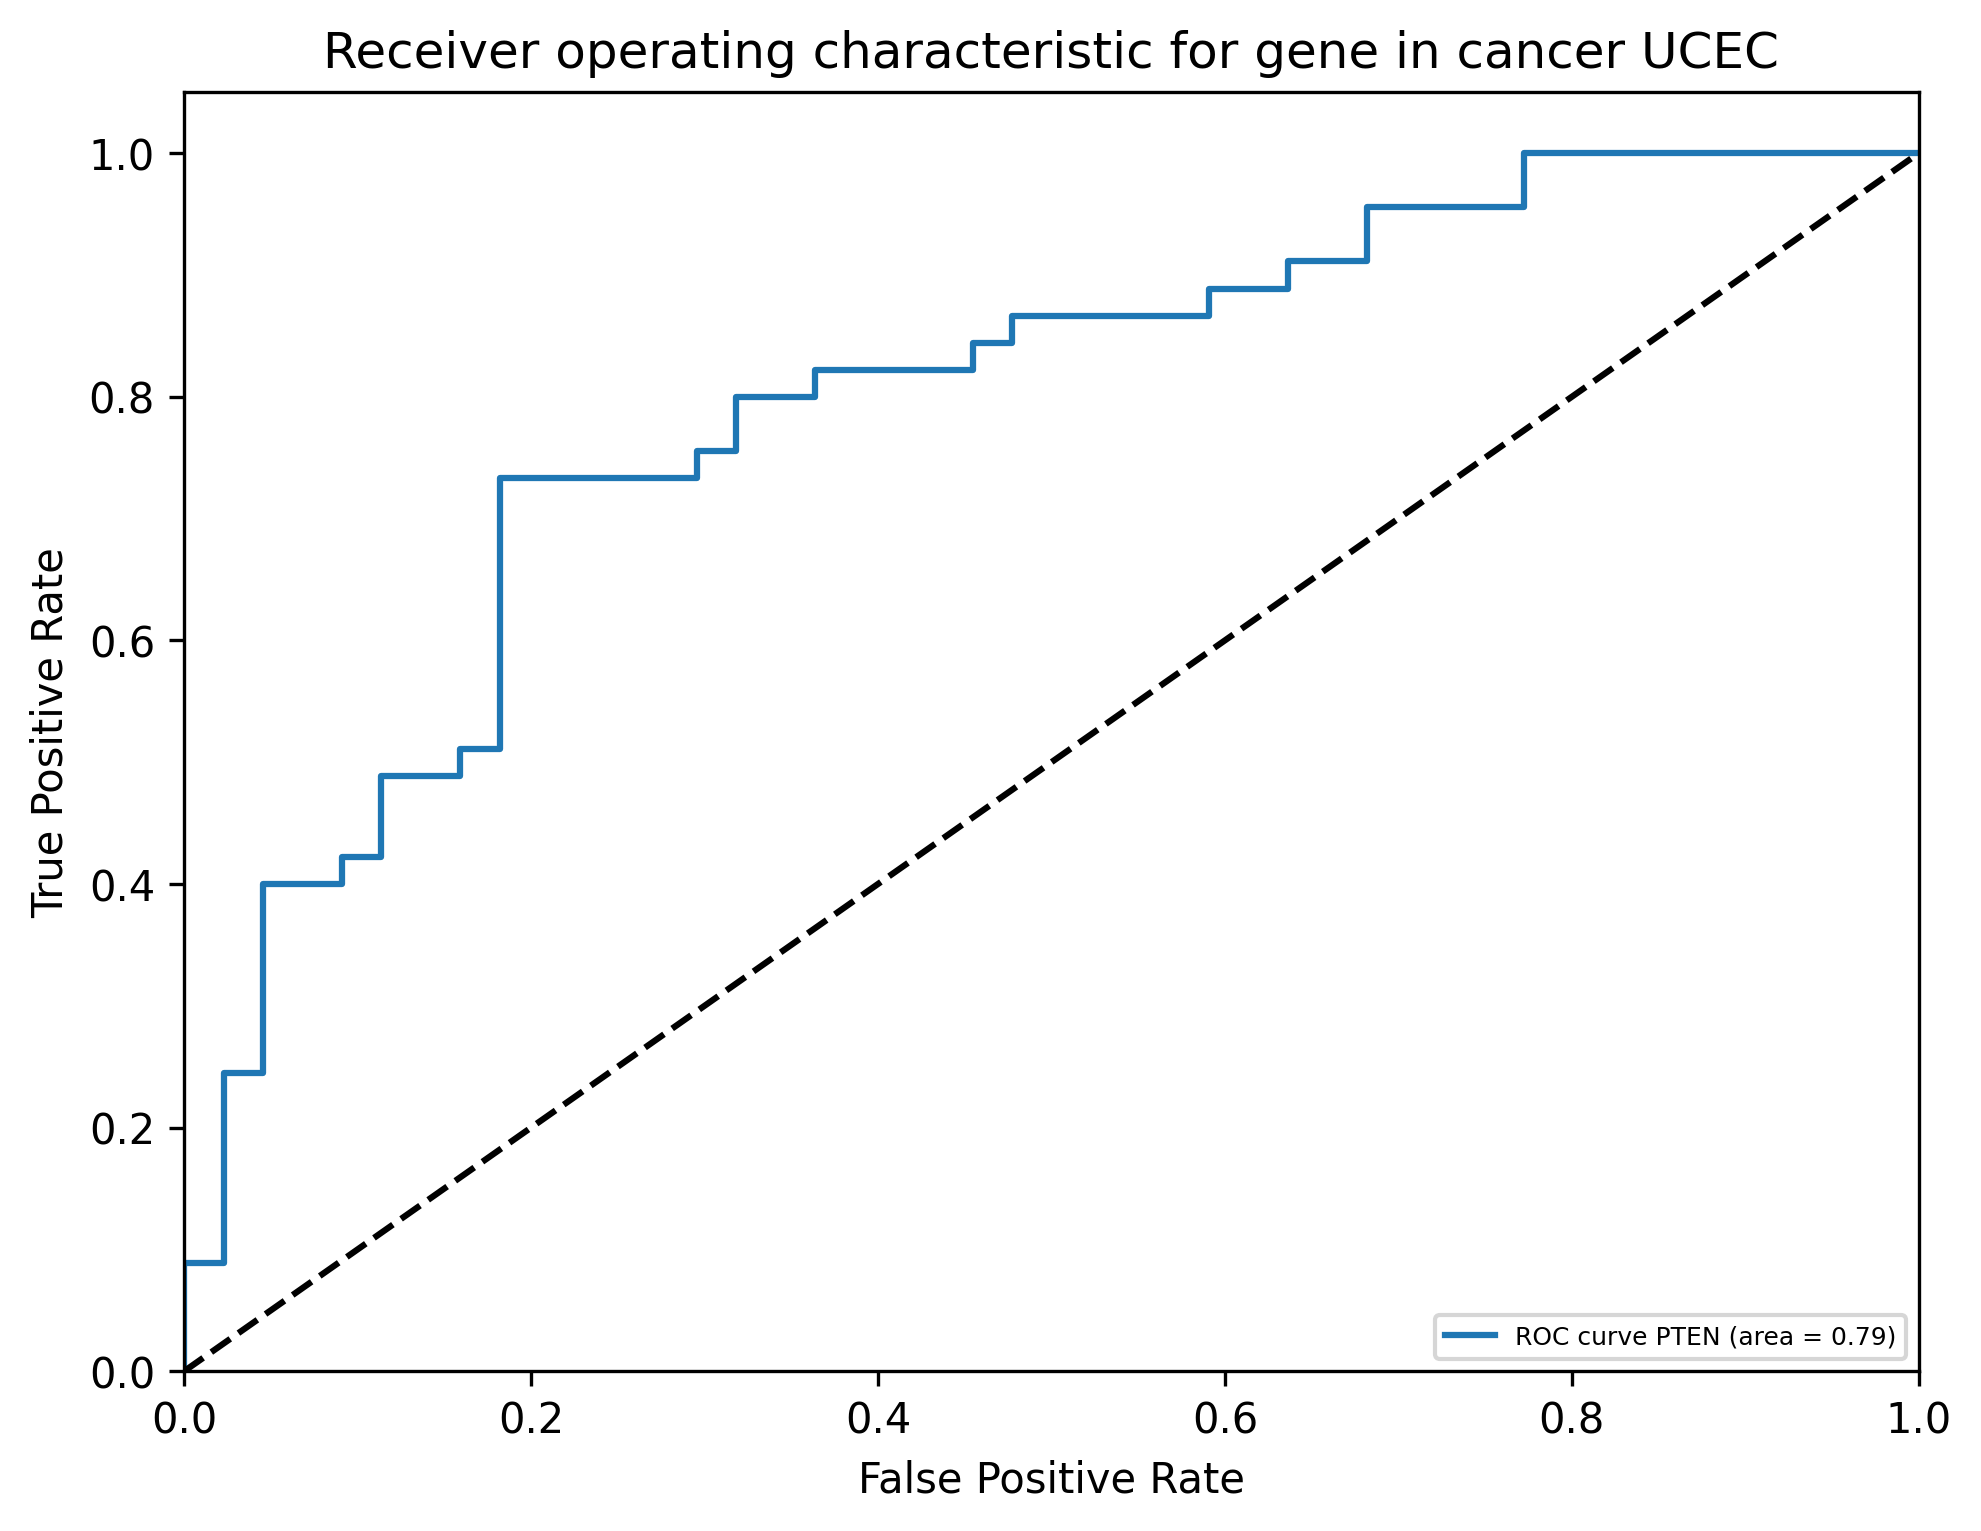 Receiver operating characteristic for gene in cancer UCEC
True Positive Rate
1.0
0.8
0.6
0.4
0.2
0.0
0.0 0.2 0.4 0.6 0.8 1.0
False Positive Rate
ROC curve PTEN (area = 0.79)